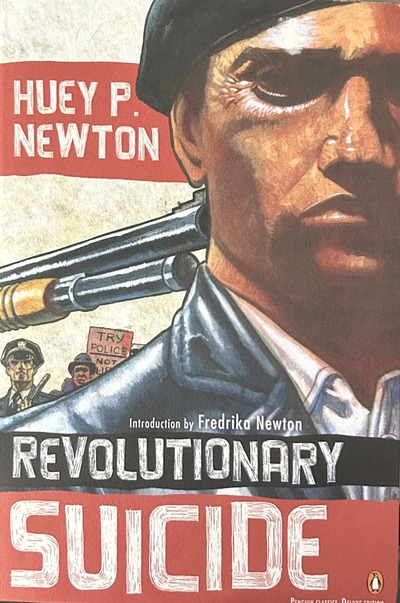 HUEY P.
NEWTON
TRY
POLICE
NOT
Introduction by Fredrika Newton
REVOLUTIONARY
SUICIDE
PENGUIN CLASSICS DELUXE EDITION